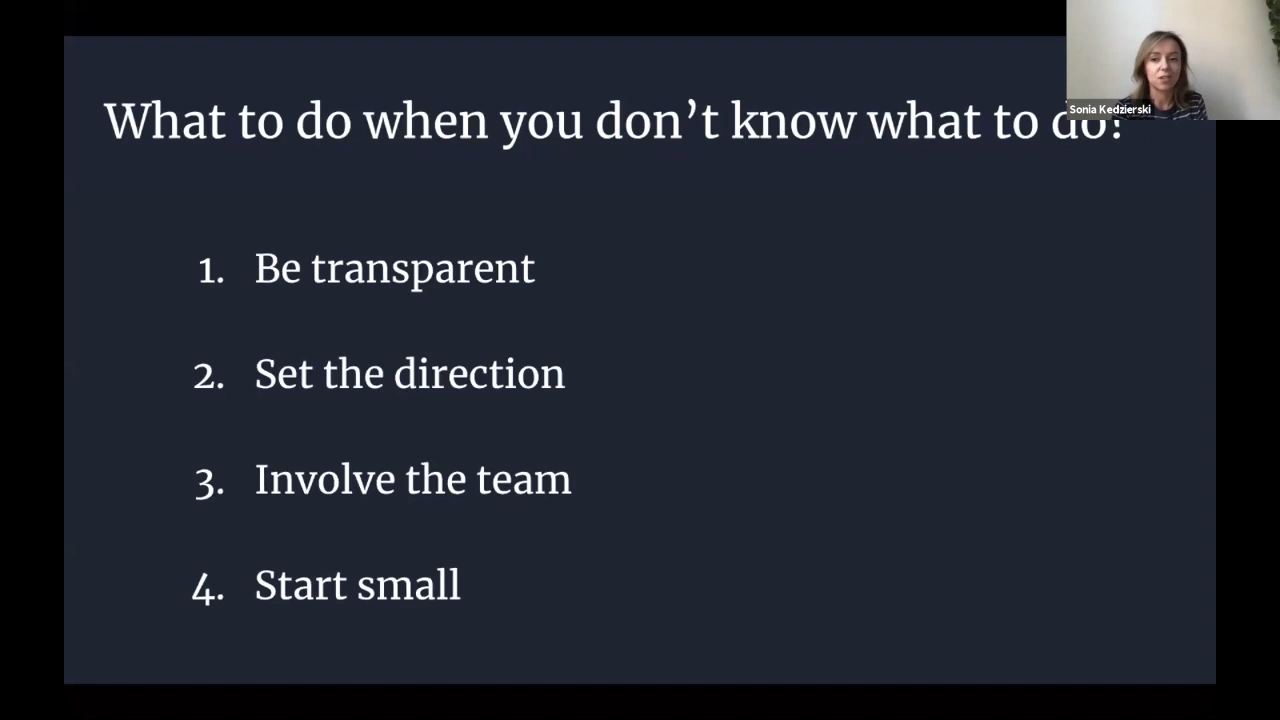 What to do when you don’t know what to do?
1. Be transparent
2. Set the direction
3. Involve the team
4. Start small
Sonia Kedzierski